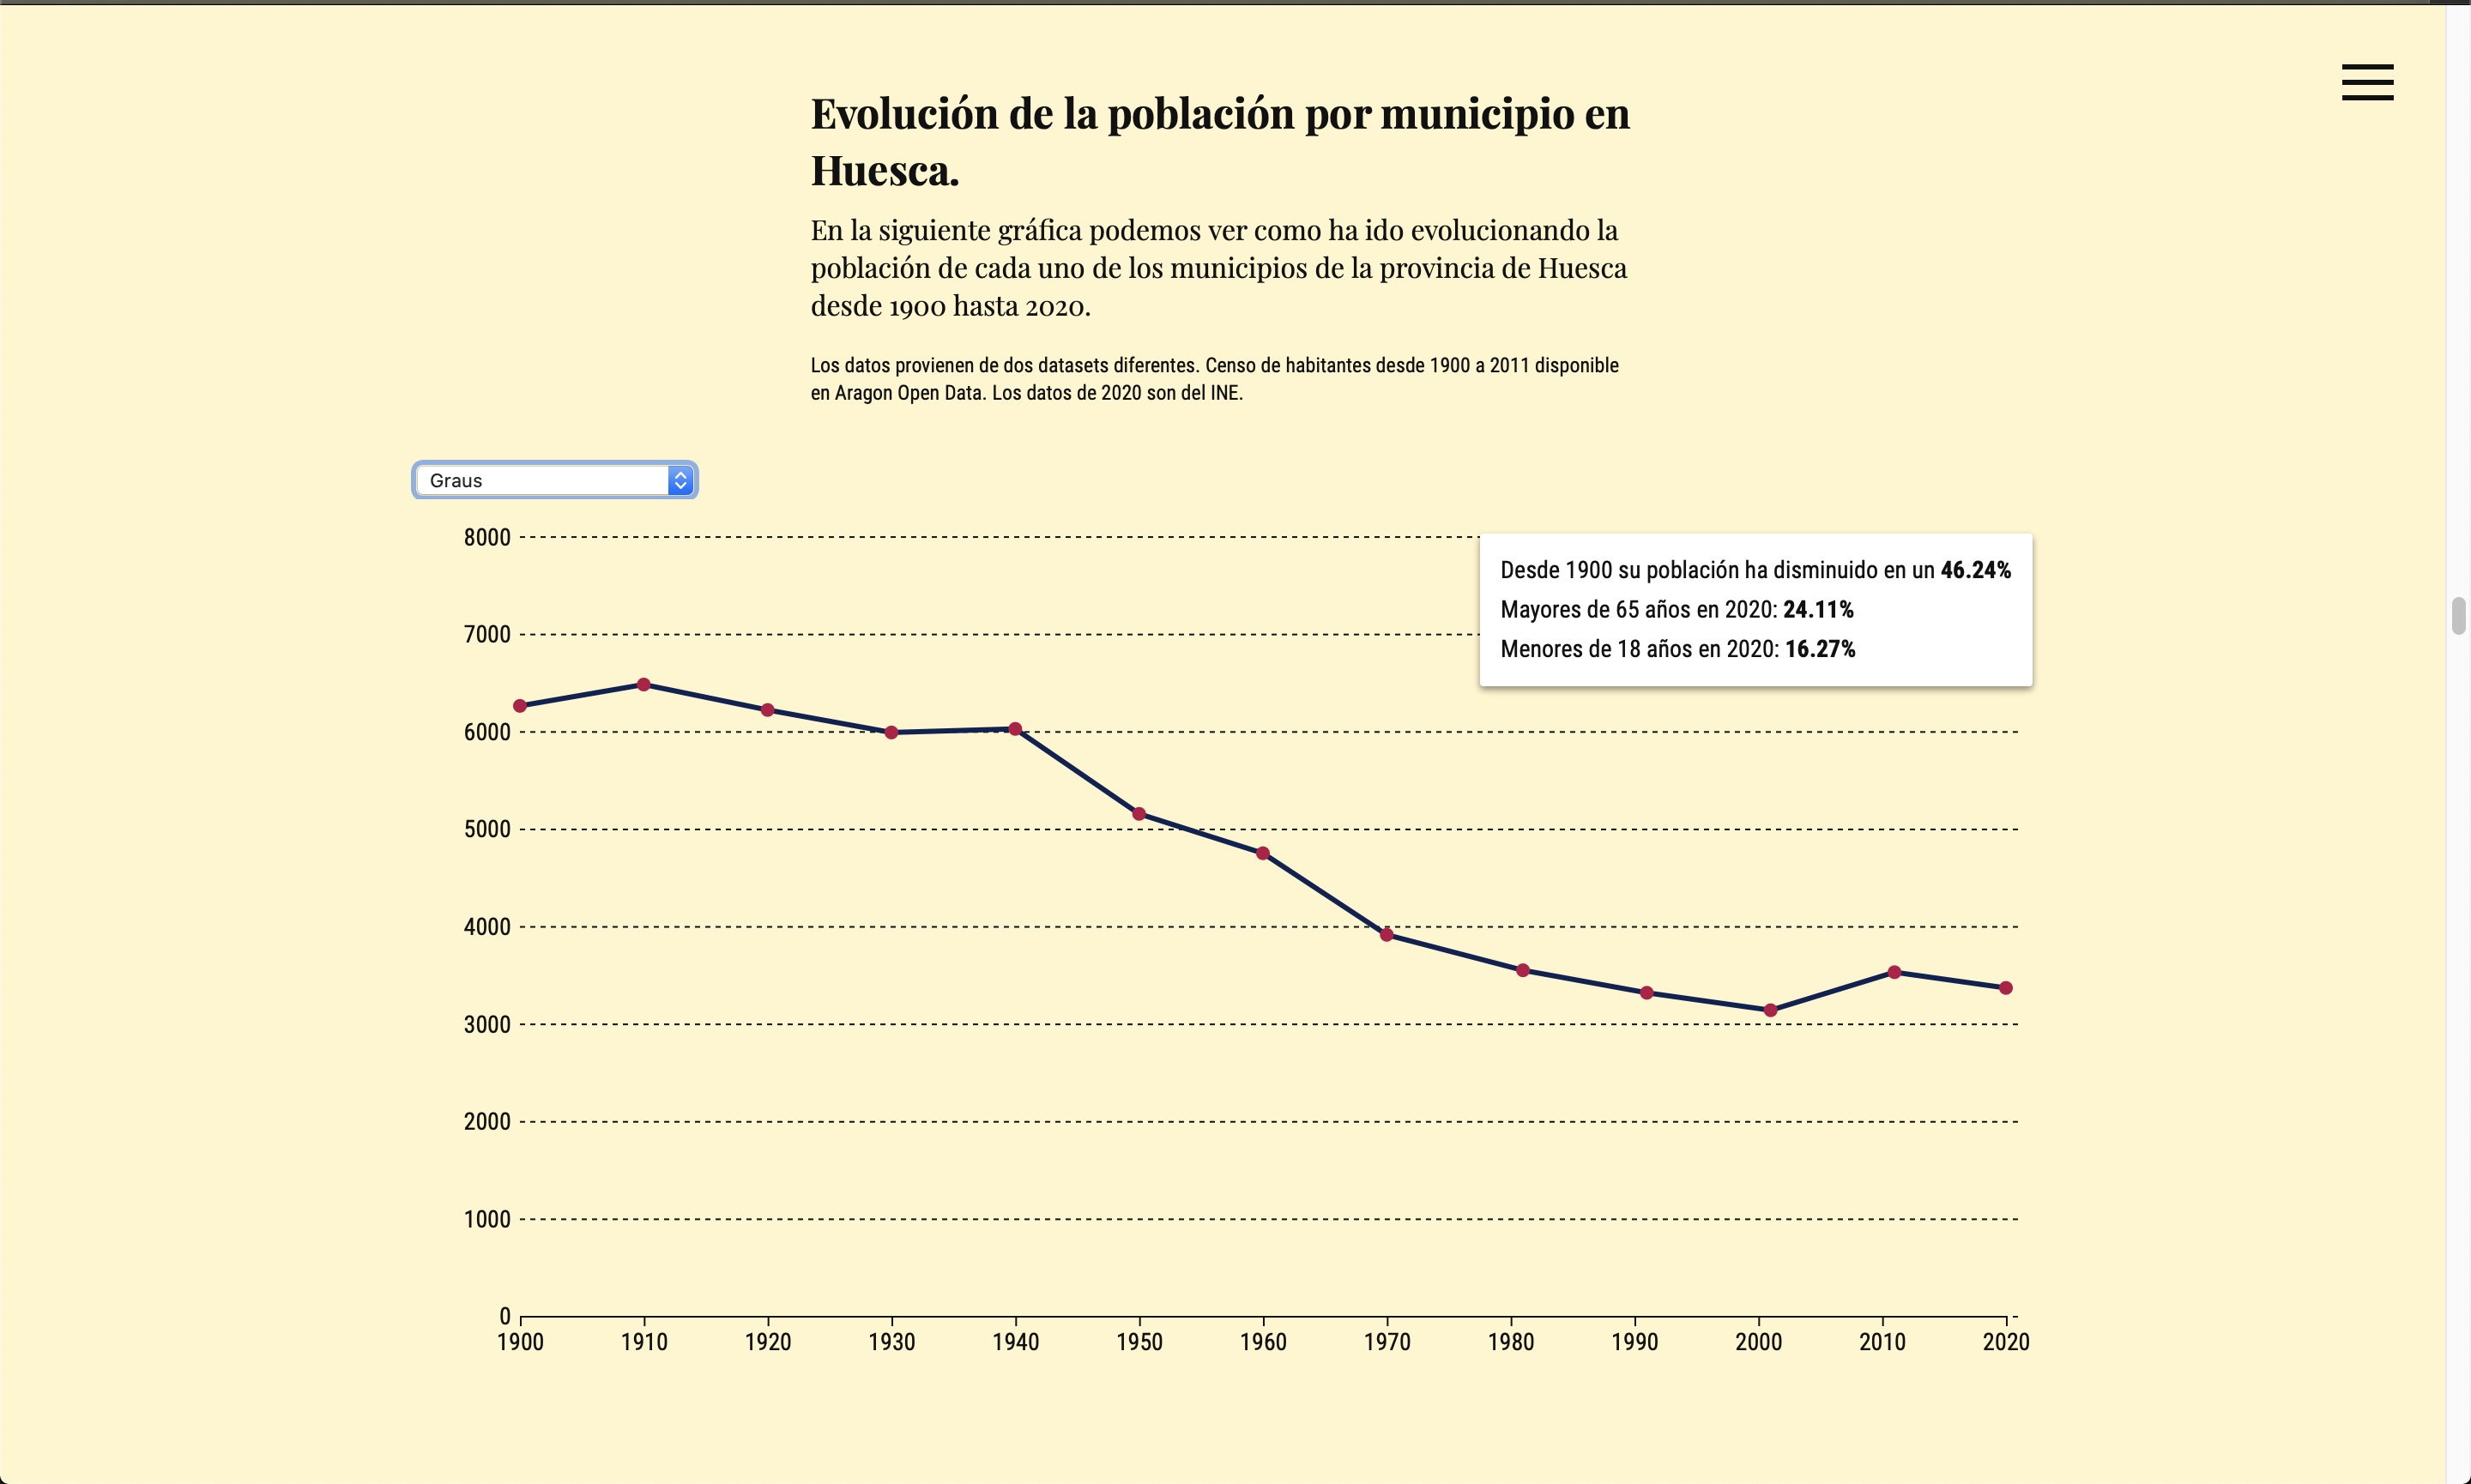 Evolución de la población por municipio en
Huesca.
En la siguiente gráfica podemos ver como ha ido evolucionando la
población de cada uno de los municipios de la provincia de Huesca
desde 1900 hasta 2020.
Los datos provienen de dos datasets diferentes. Censo de habitantes desde 1900 a 2011 disponible
en Aragon Open Data. Los datos de 2020 son del INE.
Graus
Desde 1900 su población ha disminuido en un 46.24%
Mayores de 65 años en 2020: 24.11%
Menores de 18 años en 2020: 16.27%
8000
7000
6000
5000
4000
3000
2000
1000
0
1900 1910 1920 1930 1940 1950 1960 1970 1980 1990 2000 2010 2020